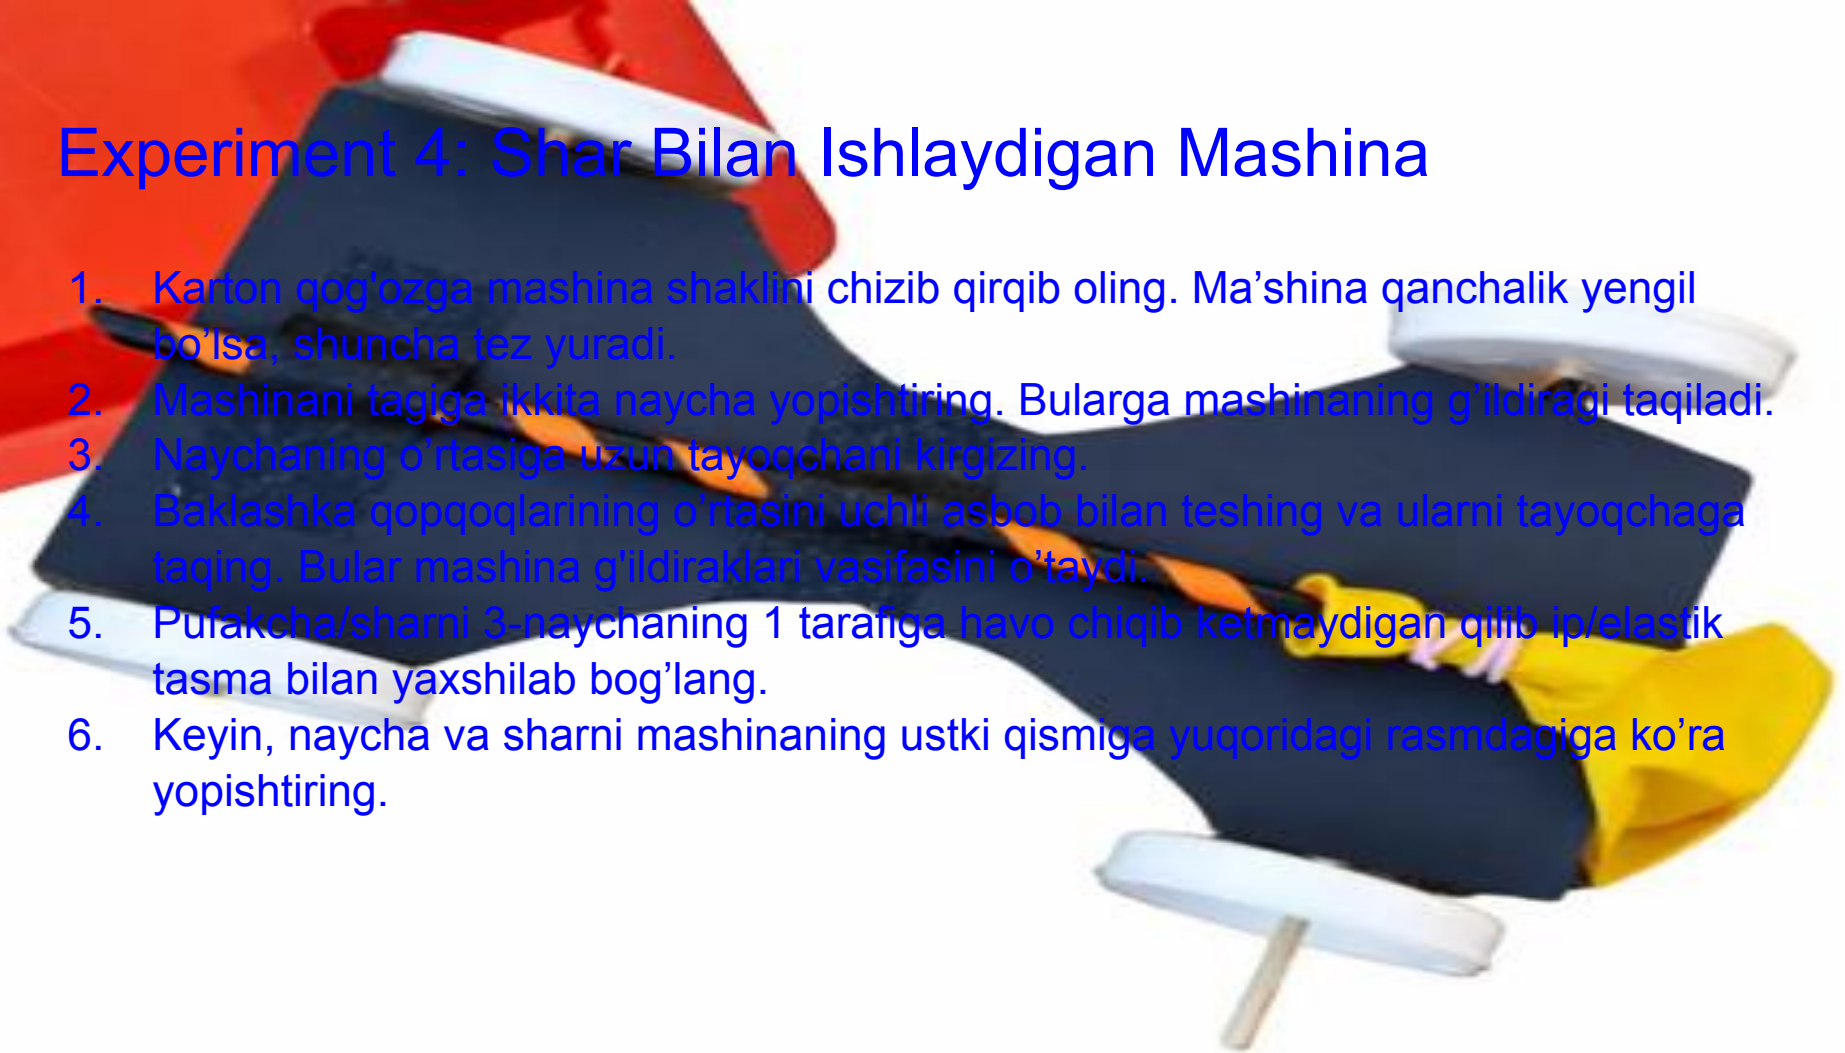 Experiment 4: Shar Bilan Ishlaydigan Mashina
1. Karton qog'ozga mashina shaklini chizib qirqib oling. Ma’shina qanchalik yengil
bo’lsa, shuncha tez yuradi.
2. Mashinani tagiga ikkita naycha yopishtiring. Bularga mashinaning g’ildiragi taqiladi.
3. Naychaning o’rtasiga uzun tayoqchani kirgizing.
4. Baklashka qopqoqlarining o’rtasini uchli asbob bilan teshing va ularni tayoqchaga
taqing. Bular mashina g'ildiraklari vasifasini o’taydi.
5. Pufakcha/sharni 3-naychaning 1 tarafiga havo chiqib ketmaydigan qilib ip/elastik
tasma bilan yaxshilab bog’lang.
6. Keyin, naycha va sharni mashinaning ustki qismiga yuqoridagi rasmdagiga ko’ra
yopishtiring.